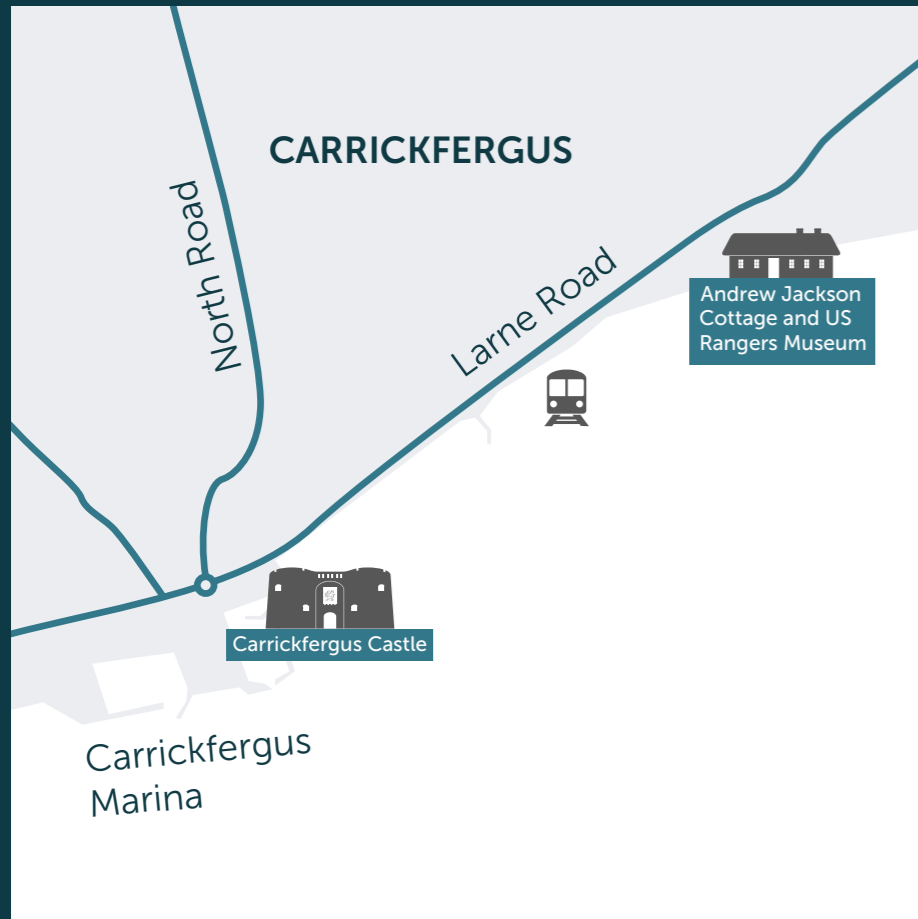 CARRICKFERGUS
North Road
Larne Road
Andrew Jackson
Cottage and US
Rangers Museum
Carrickfergus Castle
Carrickfergus
Marina